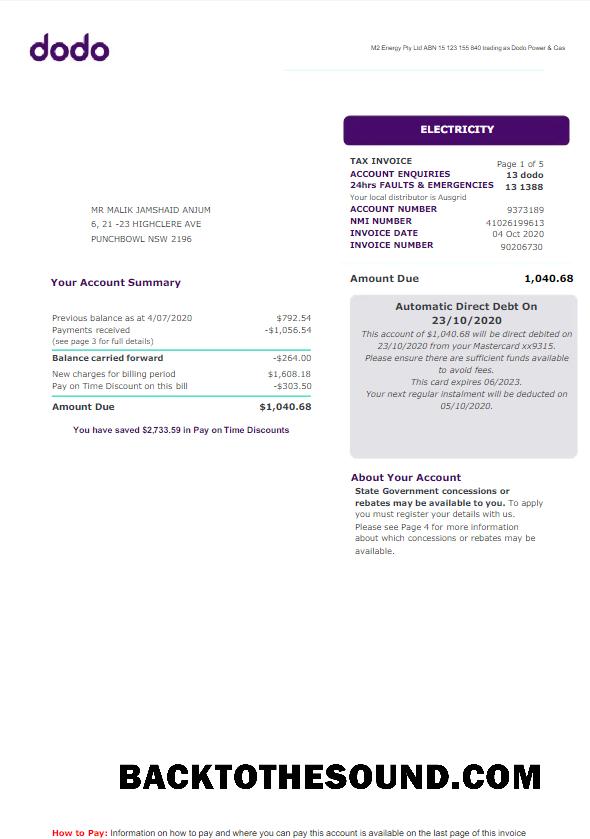 dodo
M2 Energy Pty Ltd ABN 15 123 155 840 trading as Dodo Power & Gas
ELECTRICITY
TAX INVOICE Page 1 of 5
ACCOUNT ENQUIRIES 13 dodo
24hrs FAULTS & EMERGENCIES 13 1388
Your local distributor is Ausgrid
ACCOUNT NUMBER 9373189
NMI NUMBER 41026199613
INVOICE DATE 04 Oct 2020
INVOICE NUMBER 90206730
MR MALIK JAMSHAID ANJUM
6, 21 -23 HIGHCLERE AVE
PUNCHBOWL NSW 2196
Your Account Summary
Previous balance as at 4/07/2020 $792.54
Payments received -$1,056.54
(see page 3 for full details)
Balance carried forward -$264.00
New charges for billing period $1,608.18
Pay on Time Discount on this bill -$303.50
Amount Due $1,040.68
You have saved $2,733.59 in Pay on Time Discounts
Amount Due 1,040.68
Automatic Direct Debt On
23/10/2020
This account of $1,040.68 will be direct debited on
23/10/2020 from your Mastercard xx9315.
Please ensure there are sufficient funds available
to avoid fees.
This card expires 06/2023.
Your next regular instalment will be deducted on
05/10/2020.
About Your Account
State Government concessions or
rebates may be available to you. To apply
you must register your details with us.
Please see Page 4 for more information
about which concessions or rebates may be
available.
BACKTOTHESOUND.COM
How to Pay: Information on how to pay and where you can pay this account is available on the last page of this invoice